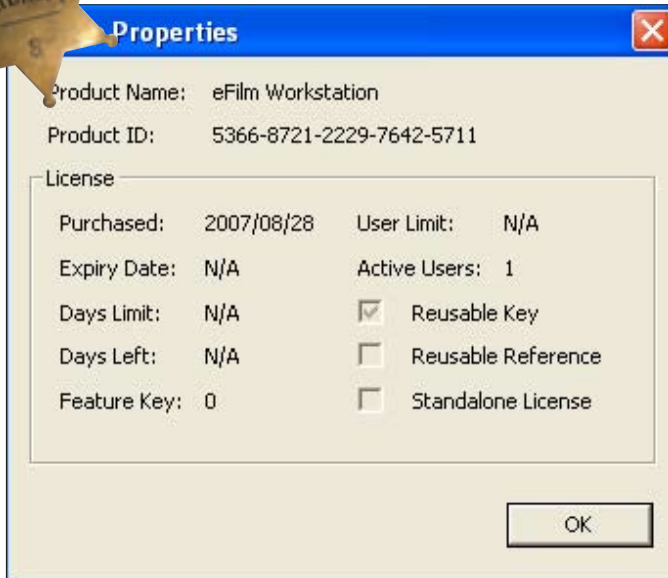 Properties
Product Name: eFilm Workstation
Product ID: 5366-8721-2229-7642-5711
License
Purchased: 2007/08/28 User Limit: N/A
Expiry Date: N/A Active Users: 1
Days Limit: N/A Reusable Key
Days Left: N/A Reusable Reference
Feature Key: 0 Standalone License
OK